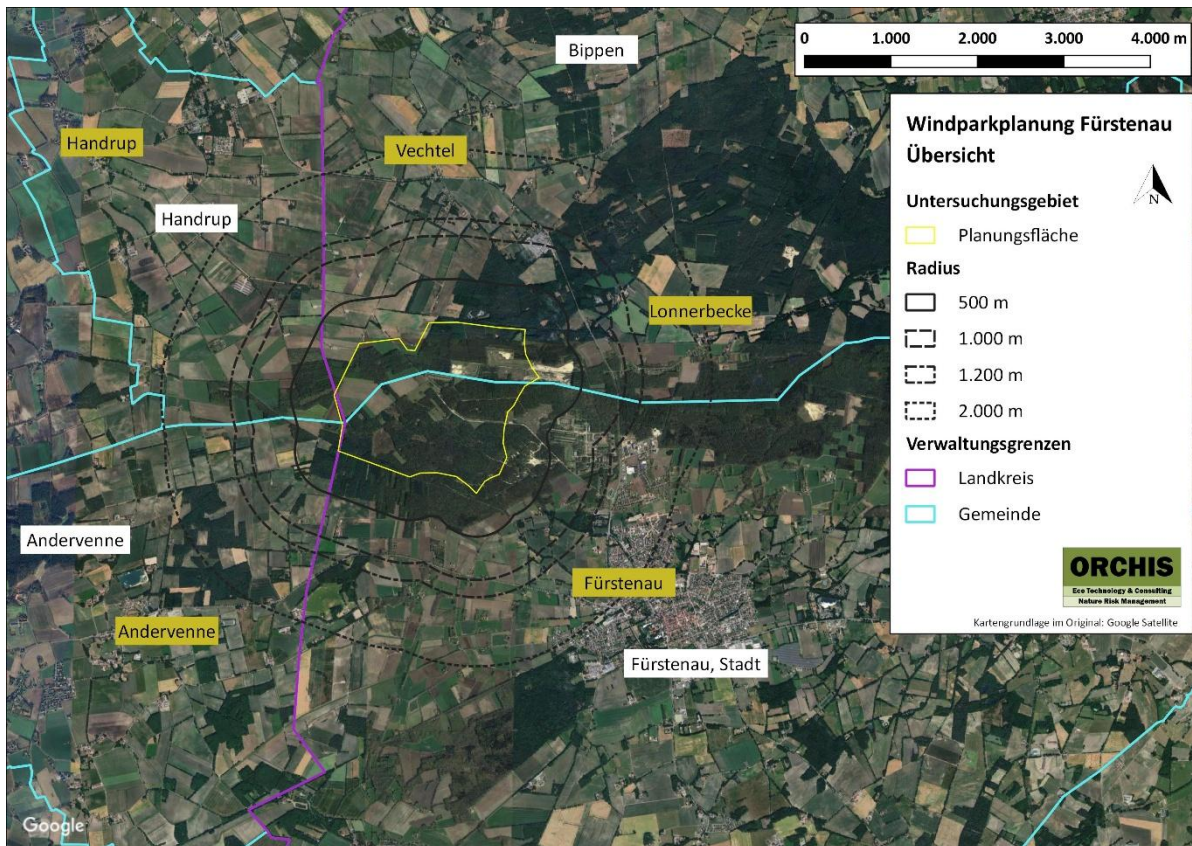 Bippen
0 1.000 2.000 3.000 4.000 m
Windparkplanung Fürstenau
Übersicht
N
Untersuchungsgebiet
Planungsfläche
Radius
500 m
1.000 m
1.200 m
2.000 m
Verwaltungsgrenzen
Landkreis
Gemeinde
ORCHIS
Eco Technology & Consulting
Nature Risk Management
Kartengrundlage im Original: Google Satellite
Handrup
Vechtel
Handrup
Lonnerbecke
Andervenne
Fürstenau
Andervenne
Fürstenau, Stadt
Google